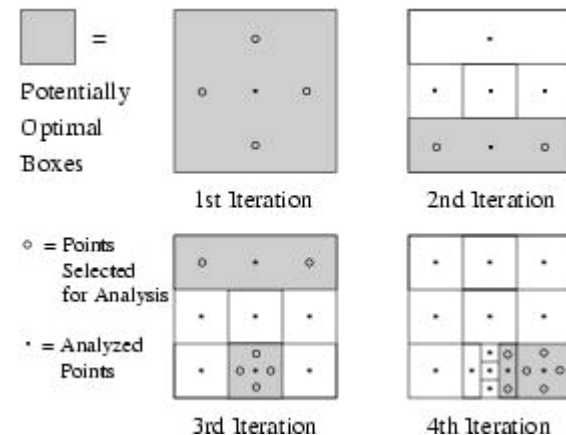 =
Potentially
Optimal
Boxes
1st Iteration
2nd Iteration
= Points
Selected
for Analysis
= Analyzed
Points
3rd Iteration
4th Iteration